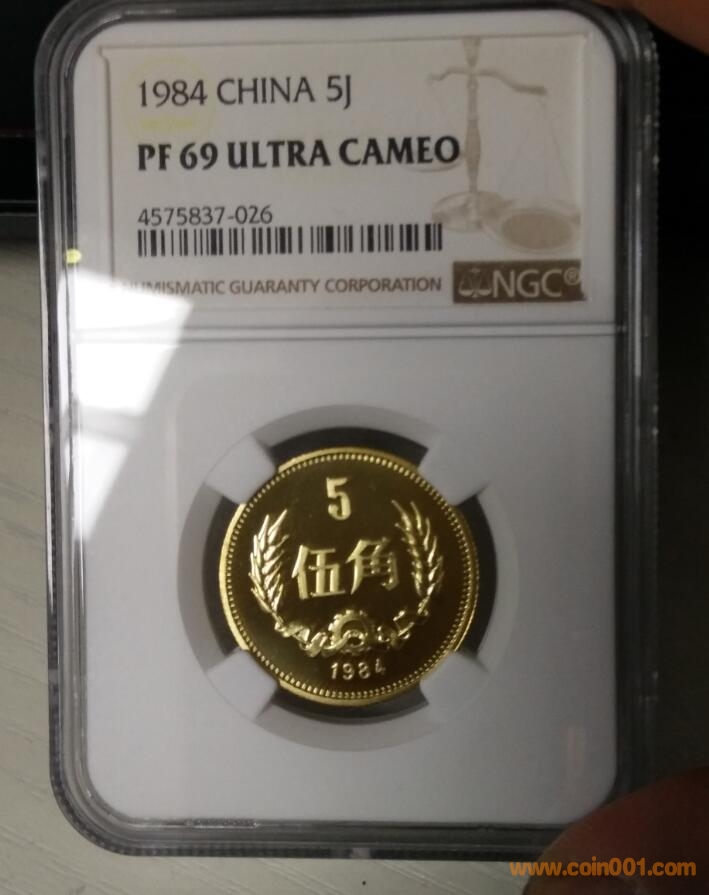 1984 CHINA 5J
PF 69 ULTRA CAMEO
4575837-026
NUMISMATIC GUARANTY CORPORATION
NGC®
5
伍角
1984
www.coin001.com